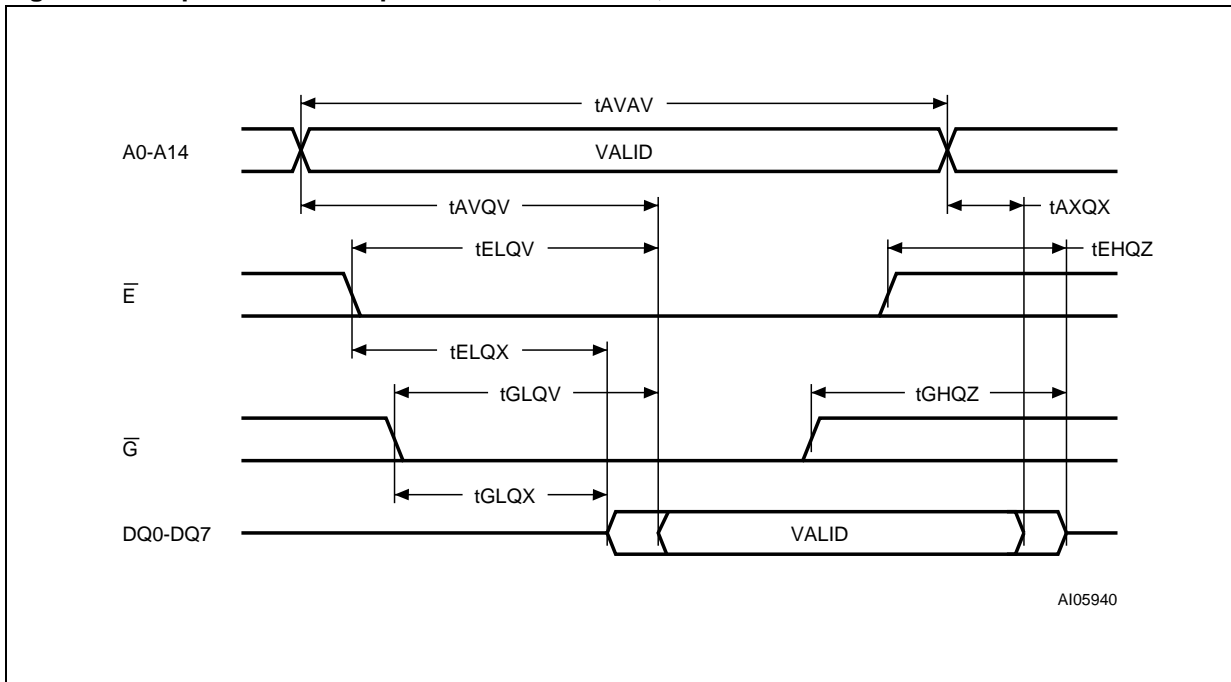 tAVAV
A0-A14
VALID
tAVQV
tAXQX
tELQV
tEHQZ
E̅
tELQX
tGLQV
tGHQZ
G̅
tGLQX
DQ0-DQ7
VALID
AI05940